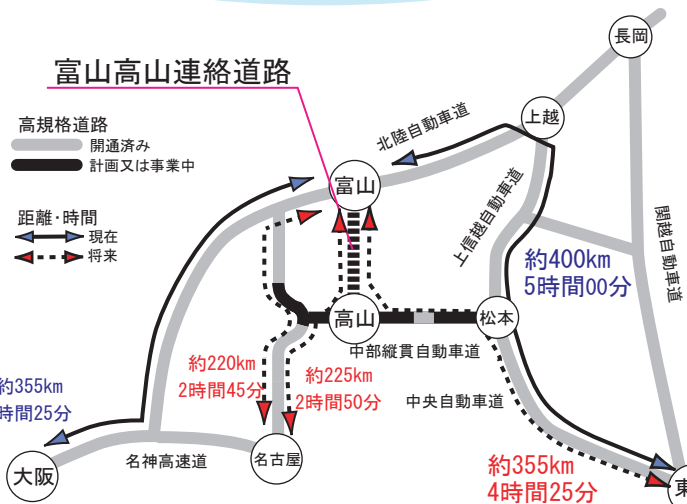 富山高山連絡道路
高規格道路
開通済み
計画又は事業中
距離・時間
現在
将来
長岡
上越
北陸自動車道
富山
上信越自動車道
関越自動車道
約400km
5時間00分
高山
松本
中部縦貫自動車道
約220km
2時間45分
約225km
2時間50分
中央自動車道
約355km
時間25分
名神高速道
名古屋
大阪
約355km
4時間25分
東